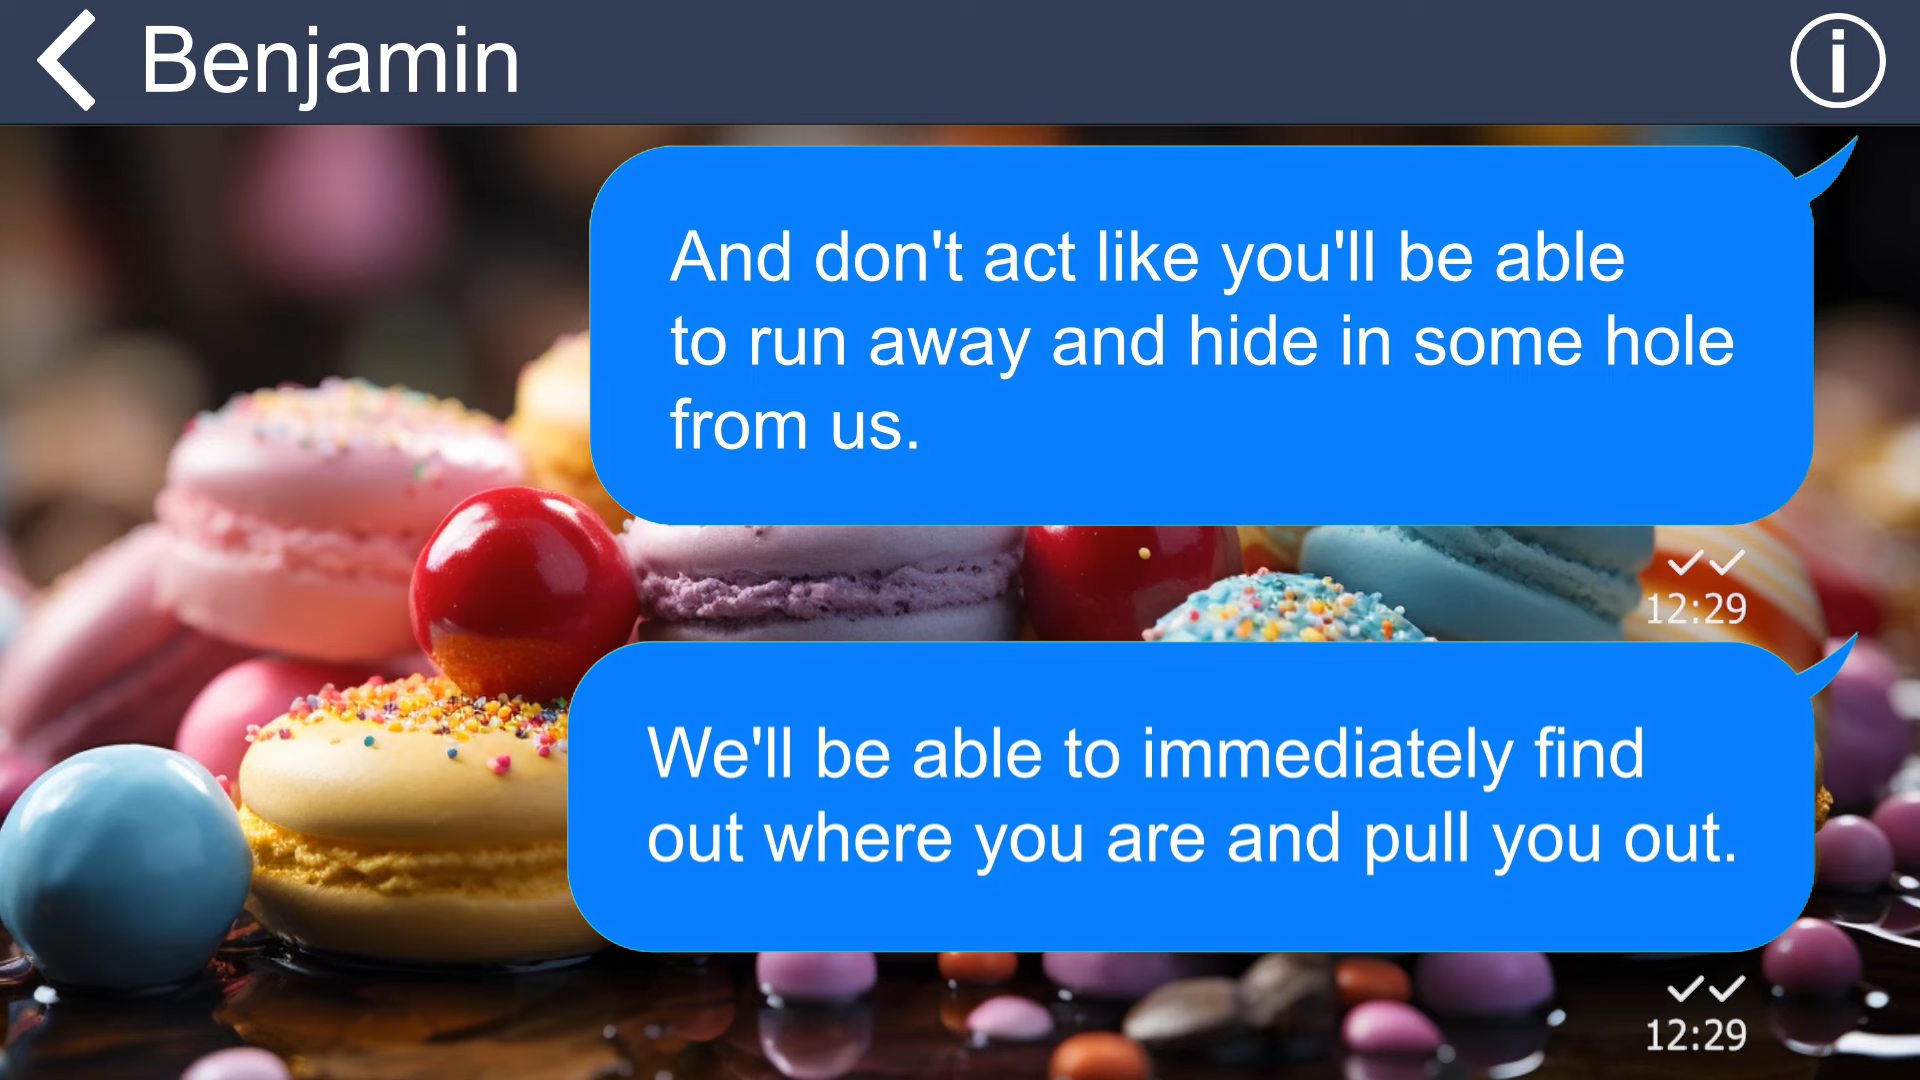 Benjamin
And don't act like you'll be able
to run away and hide in some hole
from us.
12:29
We'll be able to immediately find
out where you are and pull you out.
12:29